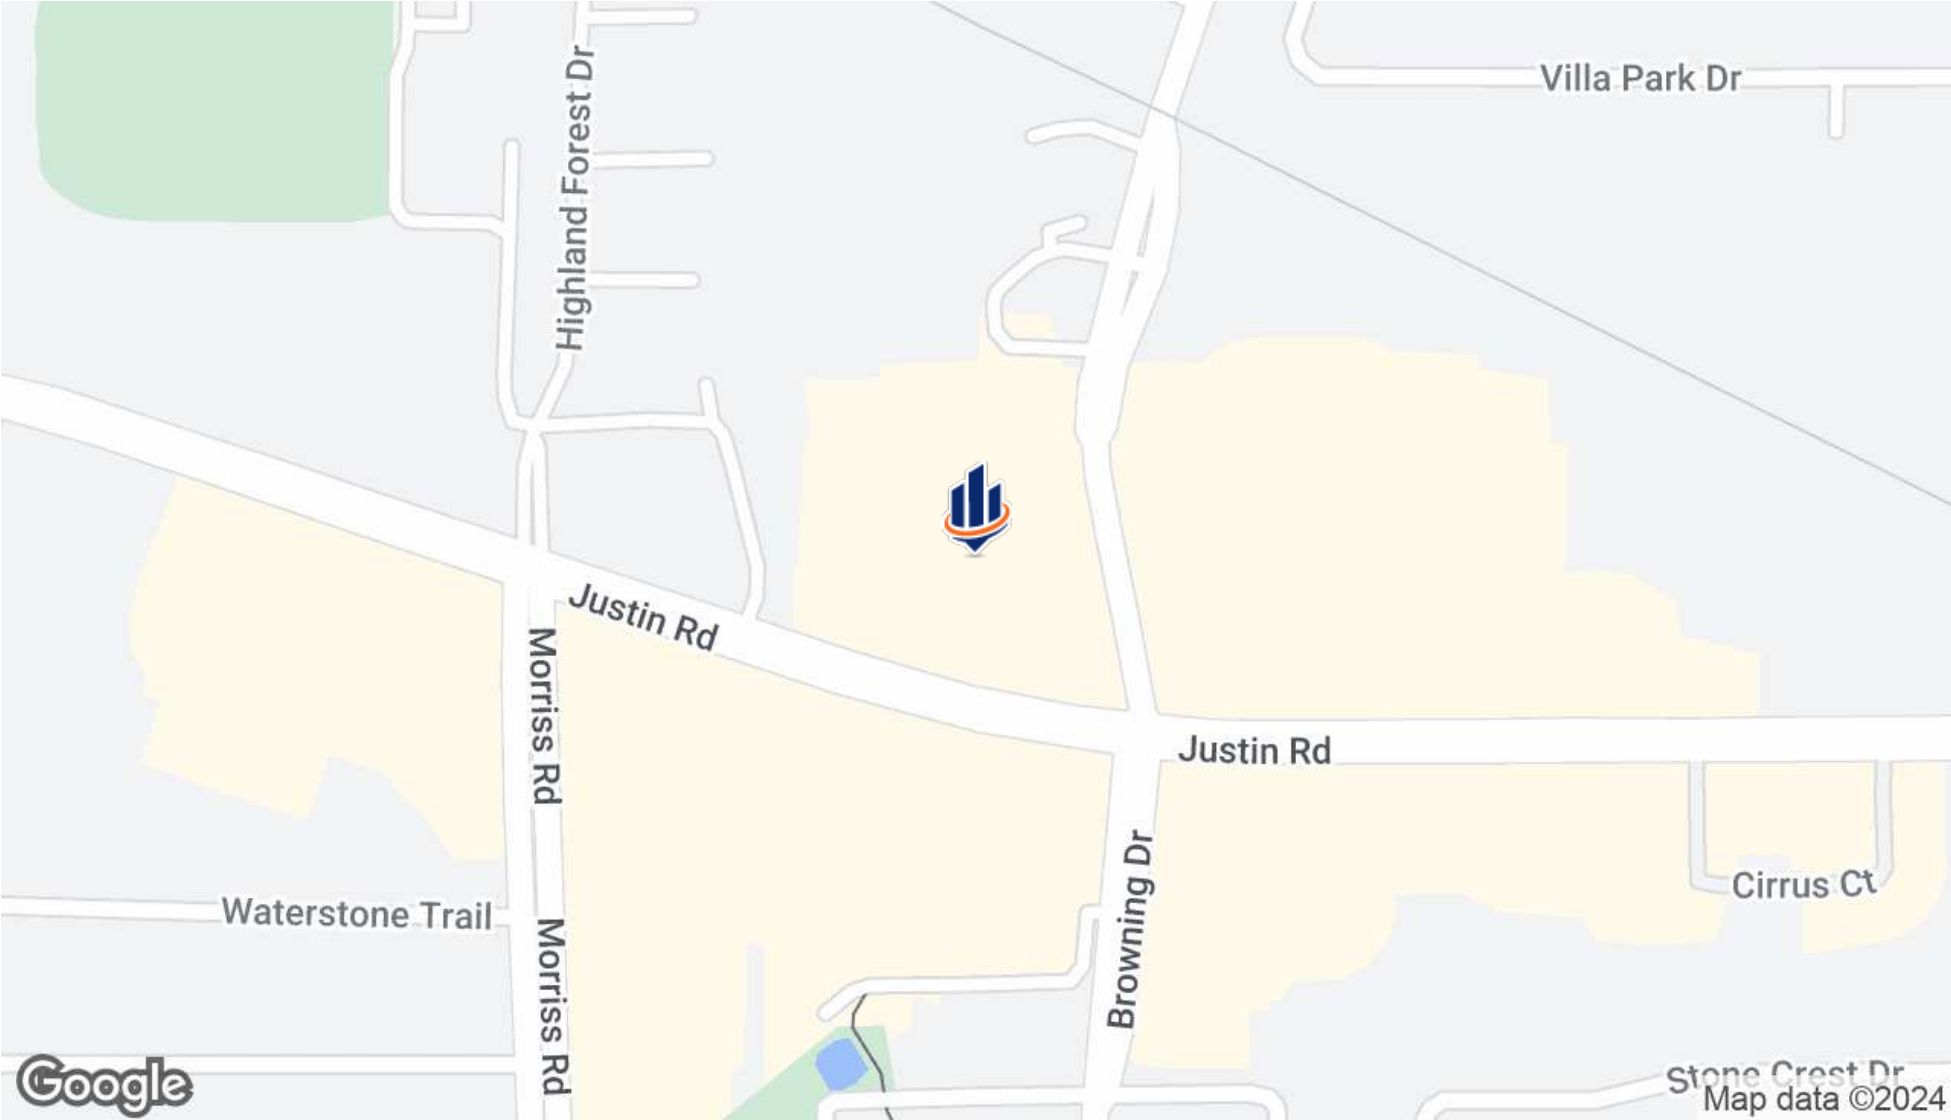 Villa Park Dr
Highland Forest Dr
Justin Rd
Morriss Rd
Justin Rd
Browning Dr
Cirrus Ct
Waterstone Trail
Morriss Rd
Stone Crest Dr
Google
Map data ©2024